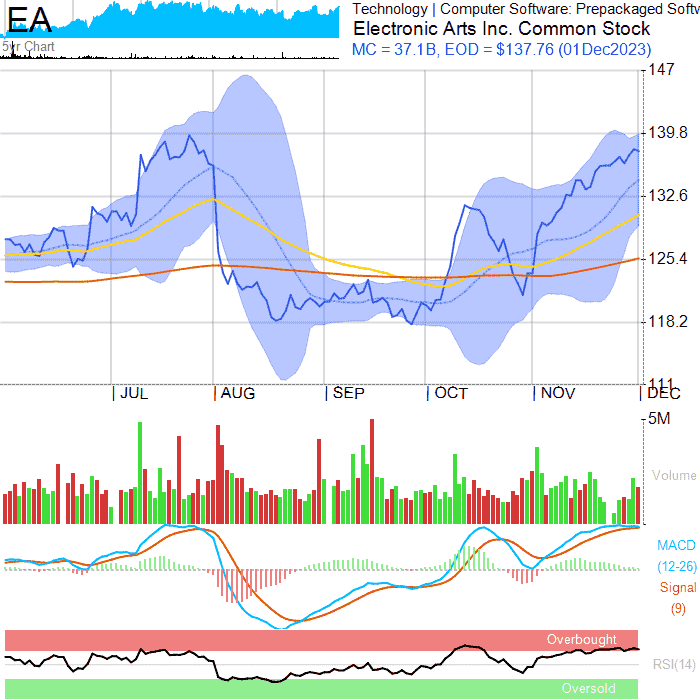 EA
5yr Chart
Technology | Computer Software: Prepackaged Softw
Electronic Arts Inc. Common Stock
MC = 37.1B, EOD = $137.76 (01Dec2023)
147
139.8
132.6
125.4
118.2
111
JUL AUG SEP OCT NOV DEC
5M
Volume
MACD
(12-26)
Signal
(9)
Overbought
RSI(14)
Oversold